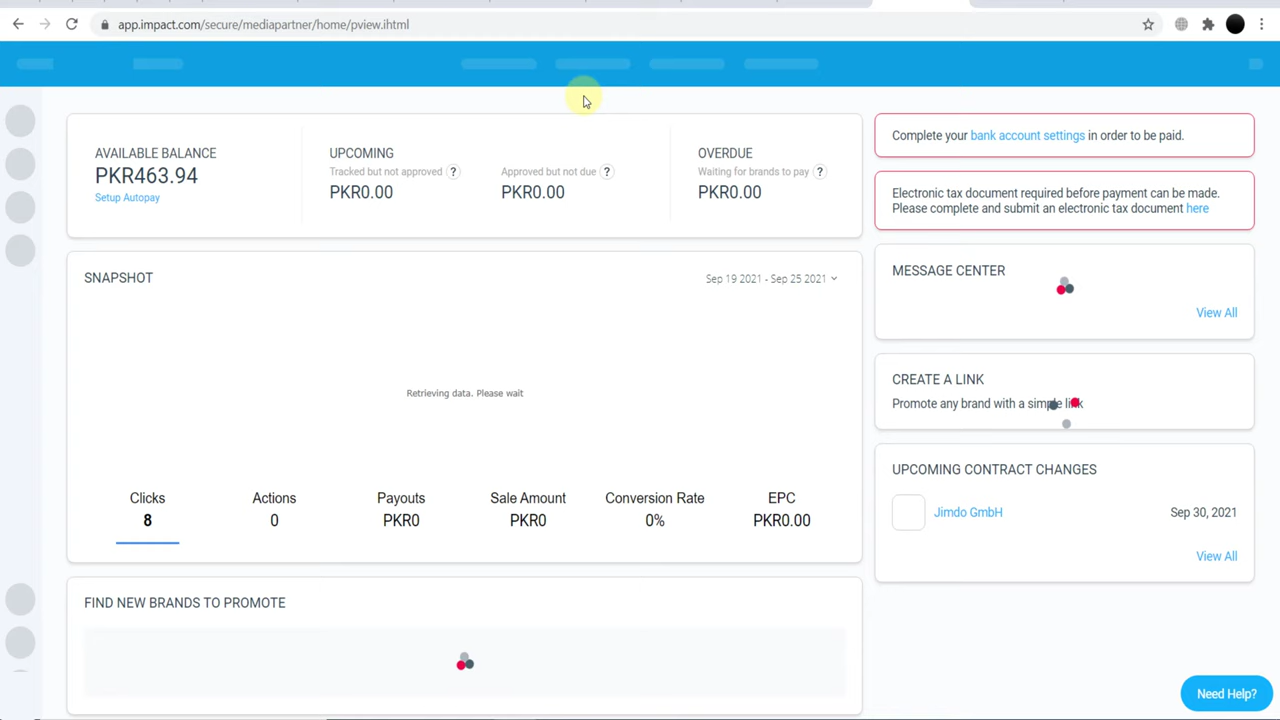 app.impact.com/secure/mediapartner/home/pview.ihtml
AVAILABLE BALANCE
PKR463.94
Setup Autopay
UPCOMING
Tracked but not approved ?
PKR0.00
Approved but not due ?
PKR0.00
OVERDUE
Waiting for brands to pay ?
PKR0.00
Complete your bank account settings in order to be paid.
Electronic tax document required before payment can be made.
Please complete and submit an electronic tax document here
SNAPSHOT
Sep 19 2021 - Sep 25 2021
Retrieving data. Please wait
Clicks
8
Actions
0
Payouts
PKR0
Sale Amount
PKR0
Conversion Rate
0%
EPC
PKR0.00
MESSAGE CENTER
View All
CREATE A LINK
Promote any brand with a simple link
UPCOMING CONTRACT CHANGES
Jimdo GmbH
Sep 30, 2021
View All
FIND NEW BRANDS TO PROMOTE
Need Help?